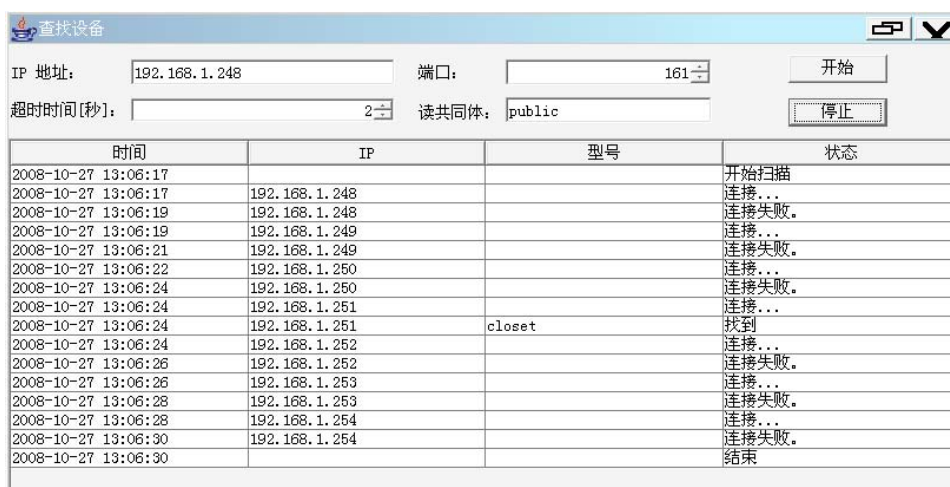 查找设备
IP 地址： 192.168.1.248 端口： 161 开始
超时时间[秒]： 2 读共同体： public 停止
时间 IP 型号 状态
2008-10-27 13:06:17 开始扫描
2008-10-27 13:06:17 192.168.1.248 连接...
2008-10-27 13:06:19 192.168.1.248 连接失败。
2008-10-27 13:06:19 192.168.1.249 连接...
2008-10-27 13:06:21 192.168.1.249 连接失败。
2008-10-27 13:06:22 192.168.1.250 连接...
2008-10-27 13:06:24 192.168.1.250 连接失败。
2008-10-27 13:06:24 192.168.1.251 连接...
2008-10-27 13:06:24 192.168.1.251 closet 找到
2008-10-27 13:06:24 192.168.1.252 连接...
2008-10-27 13:06:26 192.168.1.252 连接失败。
2008-10-27 13:06:26 192.168.1.253 连接...
2008-10-27 13:06:28 192.168.1.253 连接失败。
2008-10-27 13:06:28 192.168.1.254 连接...
2008-10-27 13:06:30 192.168.1.254 连接失败。
2008-10-27 13:06:30 结束